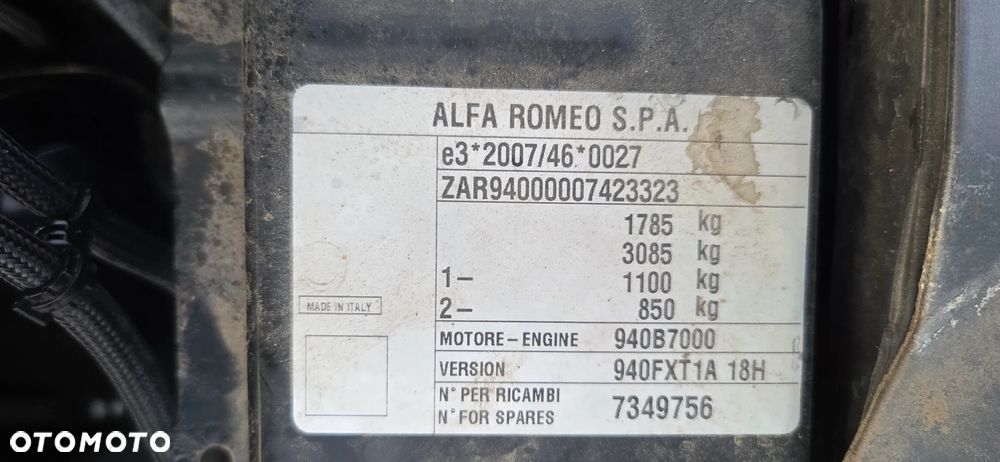 ALFA ROMEO S.P.A.
e3*2007/46*0027
ZAR94000007423323
1785 kg
3085 kg
1- 1100 kg
2- 850 kg
MADE IN ITALY
MOTORE-ENGINE 940B7000
VERSION 940FXT1A 18H
N° PER RICAMBI
N° FOR SPARES 7349756
OTOMOTO